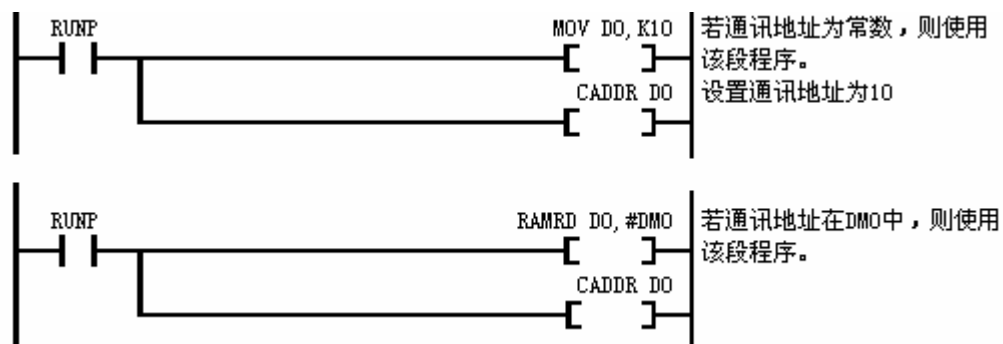 RUNP MOV D0,K10 若通讯地址为常数，则使用
该段程序。
CADDR D0 设置通讯地址为10
RUNP RAMRD D0,#DM0 若通讯地址在DM0中，则使用
该段程序。
CADDR D0